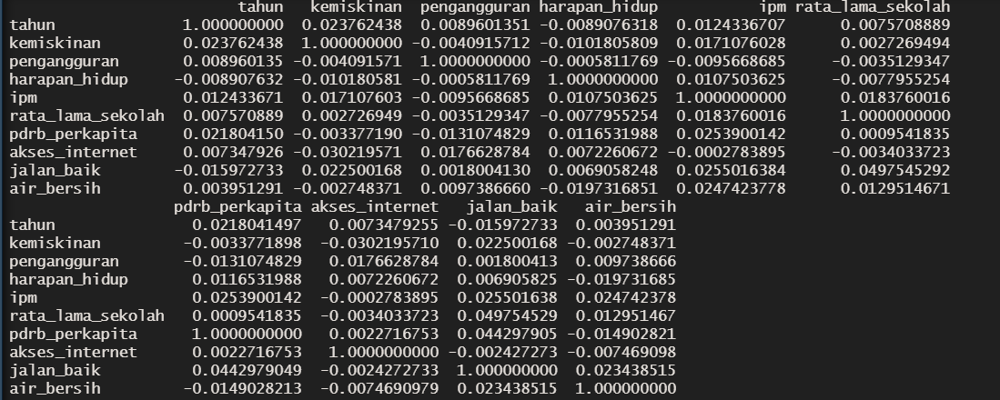 tahun kemiskinan pengangguran harapan_hidup ipm rata_lama_sekolah
tahun 1.000000000 0.023762438 0.0089601351 -0.0089076318 0.0124336707 0.0075708889
kemiskinan 0.023762438 1.000000000 -0.0040915712 -0.0101805809 0.0171076028 0.0027269494
pengangguran 0.008960135 -0.004091571 1.0000000000 -0.0005811769 -0.0095668685 -0.0035129347
harapan_hidup -0.008907632 -0.010180581 -0.0005811769 1.0000000000 0.0107503625 -0.0077955254
ipm 0.012433671 0.017107603 -0.0095668685 0.0107503625 1.0000000000 0.0183760016
rata_lama_sekolah 0.007570889 0.002726949 -0.0035129347 -0.0077955254 0.0183760016 1.0000000000
pdrb_perkapita 0.021804150 -0.003377190 -0.0131074829 0.0116531988 0.0253900142 0.0009541835
akses_internet 0.007347926 -0.030219571 0.0176628784 0.0072260672 -0.0002783895 -0.0034033723
jalan_baik -0.015972733 0.022500168 0.0018004130 0.0069058248 0.0255016384 0.0497545292
air_bersih 0.003951291 -0.002748371 0.0097386660 -0.0197316851 0.0247423778 0.0129514671
pdrb_perkapita akses_internet jalan_baik air_bersih
tahun 0.0218041497 0.0073479255 -0.015972733 0.003951291
kemiskinan -0.0033771898 -0.0302195710 0.022500168 -0.002748371
pengangguran -0.0131074829 0.0176628784 0.001800413 0.009738666
harapan_hidup 0.0116531988 0.0072260672 0.006905825 -0.019731685
ipm 0.0253900142 -0.0002783895 0.025501638 0.024742378
rata_lama_sekolah 0.0009541835 -0.0034033723 0.049754529 0.012951467
pdrb_perkapita 1.0000000000 0.0022716753 0.044297905 -0.014902821
akses_internet 0.0022716753 1.0000000000 -0.002427273 -0.007469098
jalan_baik 0.0442979049 -0.0024272733 1.000000000 0.023438515
air_bersih -0.0149028213 -0.0074690979 0.023438515 1.000000000